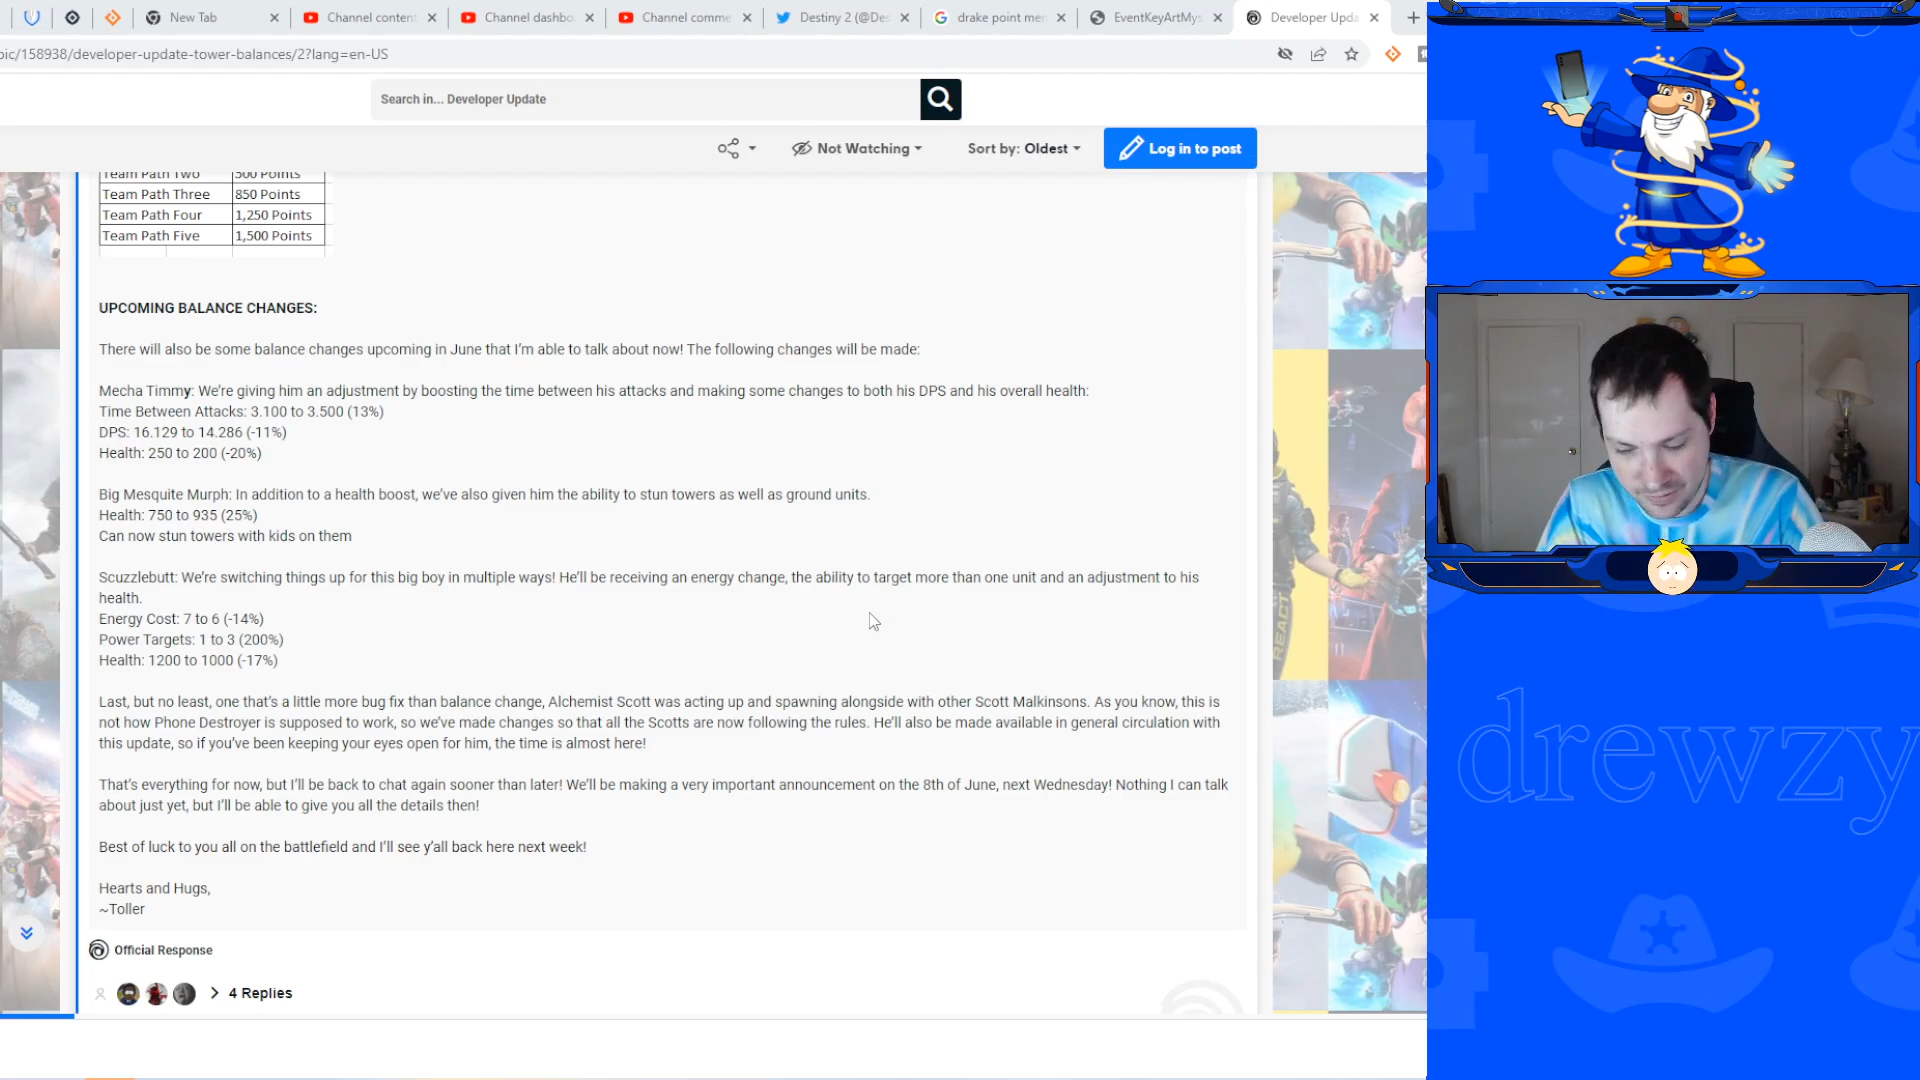 New Tab
Channel content
Channel dashbo
Channel comme
Destiny 2 (@Des
drake point mer
EventKeyArtMys
Developer Upda
pic/158938/developer-update-tower-balances/2?lang=en-US
Search in... Developer Update
Not Watching
Sort by: Oldest
Log in to post
Team Path Two 500 Points
Team Path Three 850 Points
Team Path Four 1,250 Points
Team Path Five 1,500 Points
UPCOMING BALANCE CHANGES:
There will also be some balance changes upcoming in June that I'm able to talk about now! The following changes will be made:
Mecha Timmy: We're giving him an adjustment by boosting the time between his attacks and making some changes to both his DPS and his overall health:
Time Between Attacks: 3.100 to 3.500 (13%)
DPS: 16.129 to 14.286 (-11%)
Health: 250 to 200 (-20%)
Big Mesquite Murph: In addition to a health boost, we've also given him the ability to stun towers as well as ground units.
Health: 750 to 935 (25%)
Can now stun towers with kids on them
Scuzzlebutt: We're switching things up for this big boy in multiple ways! He'll be receiving an energy change, the ability to target more than one unit and an adjustment to his
health.
Energy Cost: 7 to 6 (-14%)
Power Targets: 1 to 3 (200%)
Health: 1200 to 1000 (-17%)
Last, but no least, one that's a little more bug fix than balance change, Alchemist Scott was acting up and spawning alongside with other Scott Malkinsons. As you know, this is
not how Phone Destroyer is supposed to work, so we've made changes so that all the Scotts are now following the rules. He'll also be made available in general circulation with
this update, so if you've been keeping your eyes open for him, the time is almost here!
That's everything for now, but I'll be back to chat again sooner than later! We'll be making a very important announcement on the 8th of June, next Wednesday! Nothing I can talk
about just yet, but I'll be able to give you all the details then!
Best of luck to you all on the battlefield and I'll see y'all back here next week!
Hearts and Hugs,
~Toller
Official Response
4 Replies
REACT
drewzy